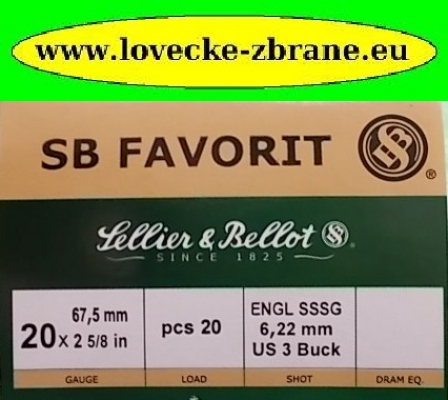 www.lovecke-zbrane.eu
SB FAVORIT
SB
®
Sellier & Bellot SB
SINCE 1825
20 67,5 mm
x 2 5/8 in
pcs 20
ENGL SSSG
6,22 mm
US 3 Buck
GAUGE LOAD SHOT DRAM EQ.